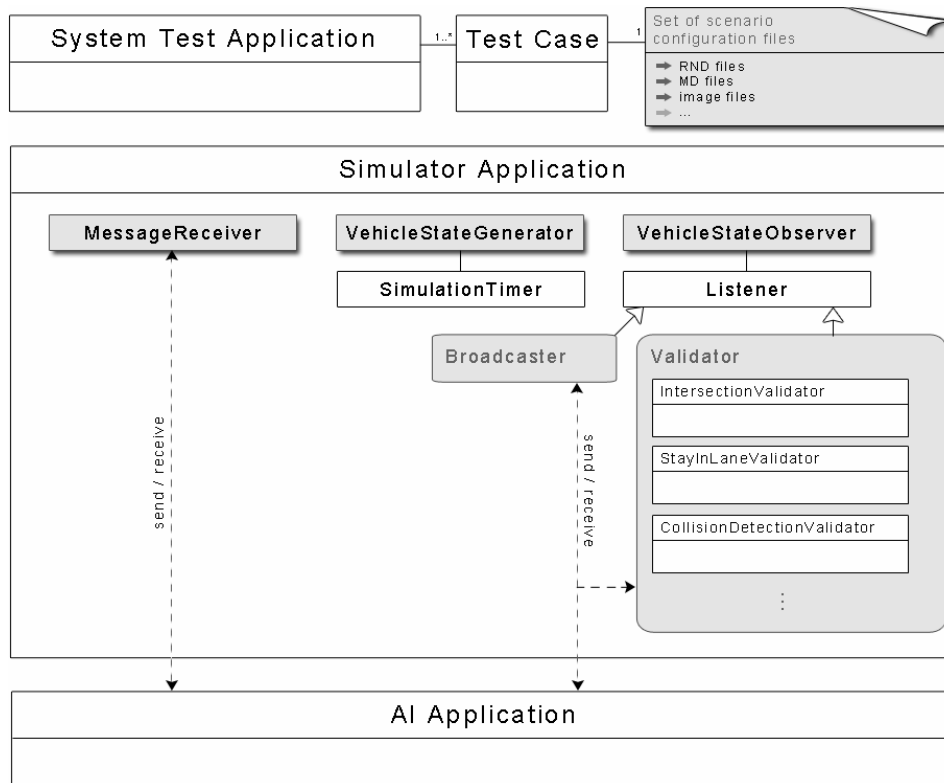 System Test Application
1..*
Test Case
1
Set of scenario
configuration files
RND files
MD files
image files
...
Simulator Application
MessageReceiver
VehicleStateGenerator
VehicleStateObserver
SimulationTimer
Listener
Broadcaster
Validator
IntersectionValidator
StayInLaneValidator
CollisionDetectionValidator
send / receive
send / receive
AI Application